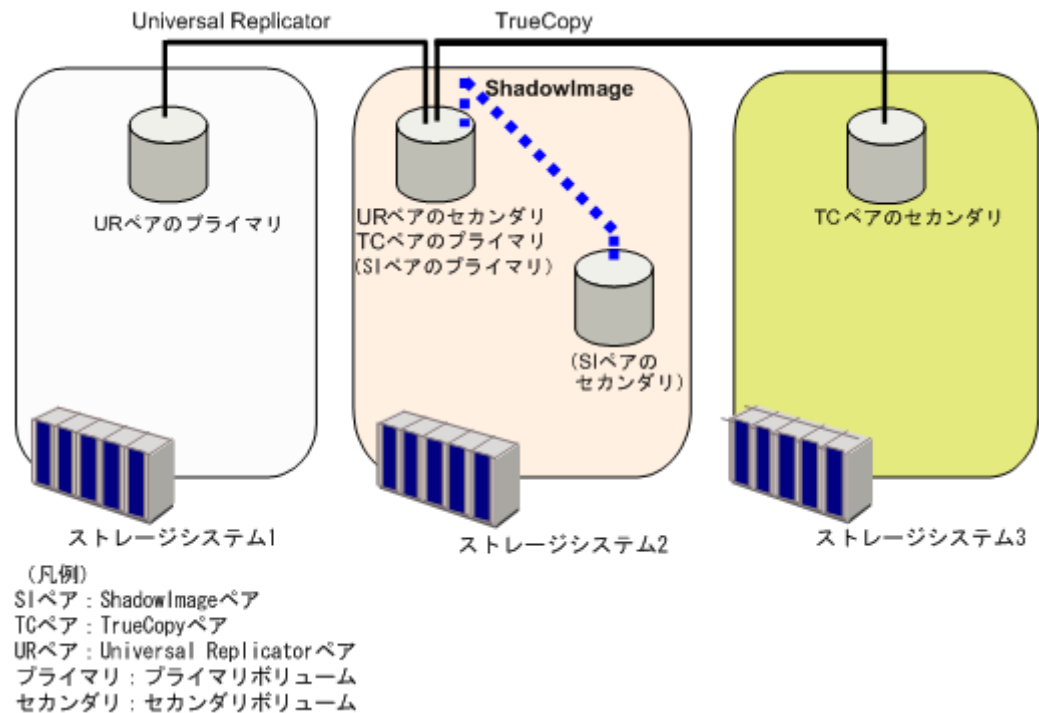 Universal Replicator
TrueCopy
ShadowImage
URペアのプライマリ
URペアのセカンダリ
TCペアのプライマリ
(SIペアのプライマリ)
TCペアのセカンダリ
(SIペアの
セカンダリ)
ストレージシステム1
ストレージシステム2
ストレージシステム3
(凡例)
SIペア：ShadowImageペア
TCペア：TrueCopyペア
URペア：Universal Replicatorペア
プライマリ：プライマリボリューム
セカンダリ：セカンダリボリューム